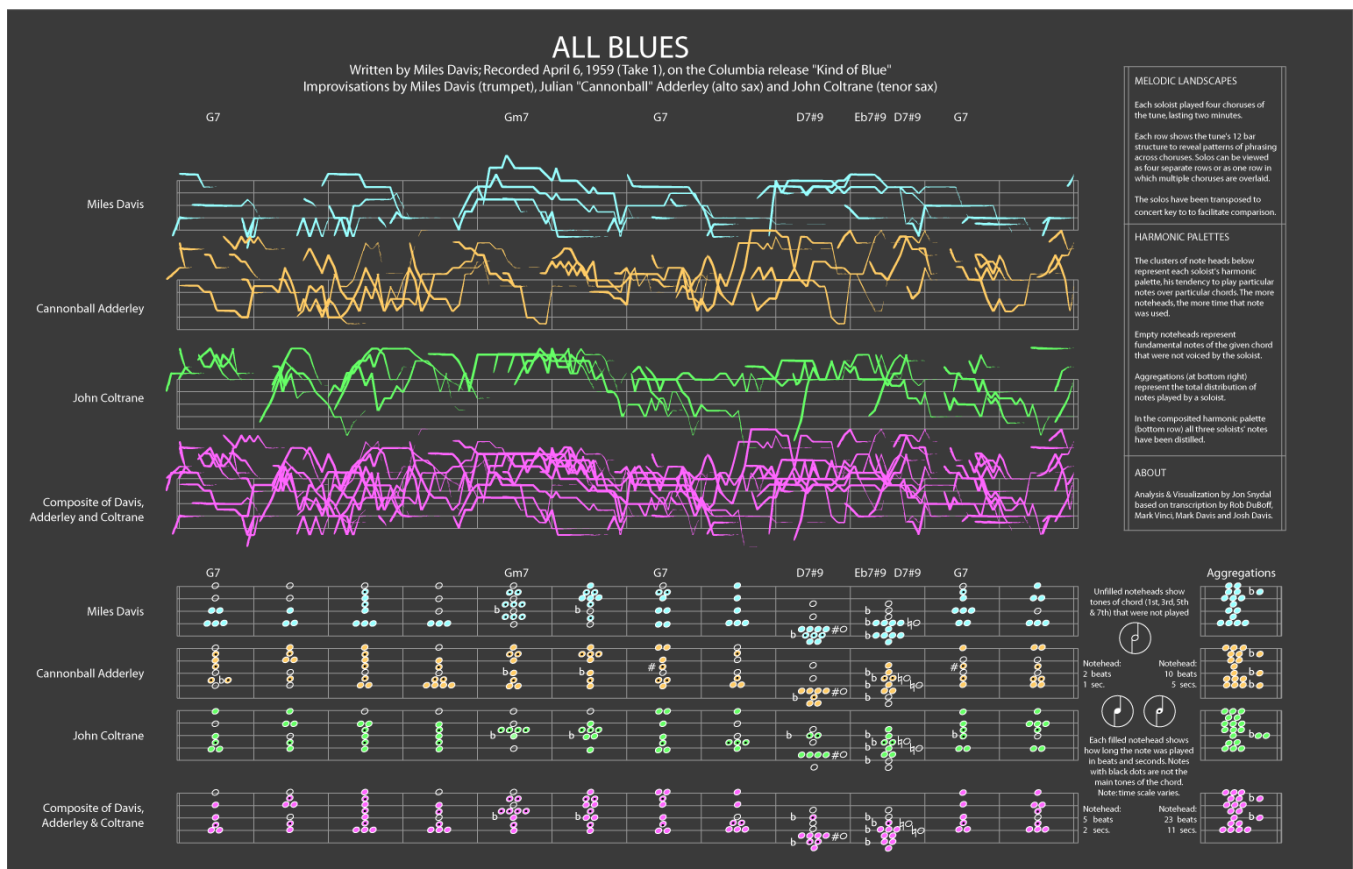 ALL BLUES
Written by Miles Davis; Recorded April 6, 1959 (Take 1), on the Columbia release "Kind of Blue"
Improvisations by Miles Davis (trumpet), Julian "Cannonball" Adderley (alto sax) and John Coltrane (tenor sax)
G7 Gm7 G7 D7#9 Eb7#9 D7#9 G7
Miles Davis
Cannonball Adderley
John Coltrane
Composite of Davis,
Adderley and Coltrane
MELODIC LANDSCAPES
Each soloist played four choruses of
the tune, lasting two minutes.
Each row shows the tune's 12 bar
structure to reveal patterns of phrasing
across choruses. Solos can be viewed
as four separate rows or as one row in
which multiple choruses are overlaid.
The solos have been transposed to
concert key to to facilitate comparison.
HARMONIC PALETTES
The clusters of note heads below
represent each soloist's harmonic
palette, his tendency to play particular
notes over particular chords. The more
noteheads, the more time that note
was used.
Empty noteheads represent
fundamental notes of the given chord
that were not voiced by the soloist.
Aggregations (at bottom right)
represent the total distribution of
notes played by a soloist.
In the composited harmonic palette
(bottom row) all three soloists' notes
have been distilled.
ABOUT
Analysis & Visualization by Jon Snydal
based on transcription by Rob DuBoff,
Mark Vinci, Mark Davis and Josh Davis.
G7 Gm7 G7 D7#9 Eb7#9 D7#9 G7
Miles Davis
Cannonball Adderley
John Coltrane
Composite of Davis,
Adderley & Coltrane
Unfilled noteheads show
tones of chord (1st, 3rd, 5th
& 7th) that were not played
Notehead:
2 beats
1 sec.
Notehead:
10 beats
5 secs.
Each filled notehead shows
how long the note was played
in beats and seconds. Notes
with black dots are not the
main tones of the chord.
Note: time scale varies.
Notehead:
5 beats
2 secs.
Notehead:
23 beats
11 secs.
Aggregations